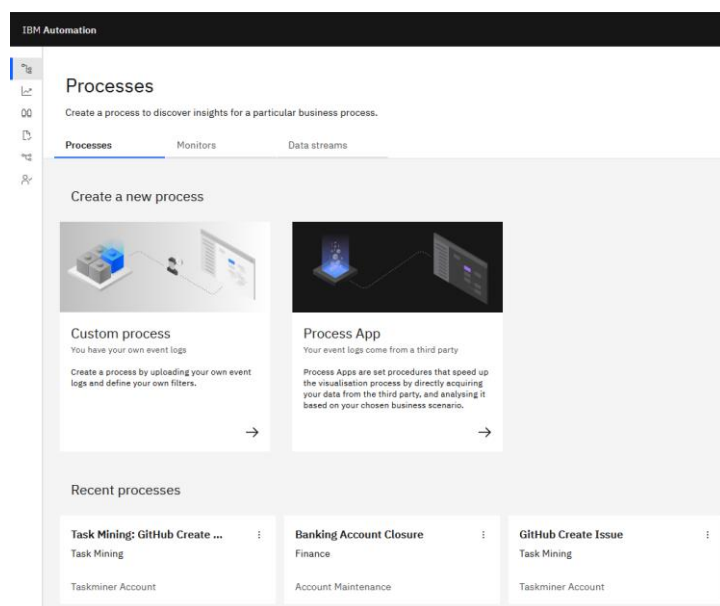 IBM Automation
Processes
Create a process to discover insights for a particular business process.
Processes Monitors Data streams
Create a new process
Custom process
You have your own event logs
Create a process by uploading your own event
logs and define your own filters.
Process App
Your event logs come from a third party
Process Apps are set procedures that speed up
the visualisation process by directly acquiring
your data from the third party, and analysing it
based on your chosen business scenario.
Recent processes
Task Mining: GitHub Create ...
Task Mining
Taskminer Account
Banking Account Closure
Finance
Account Maintenance
GitHub Create Issue
Task Mining
Taskminer Account